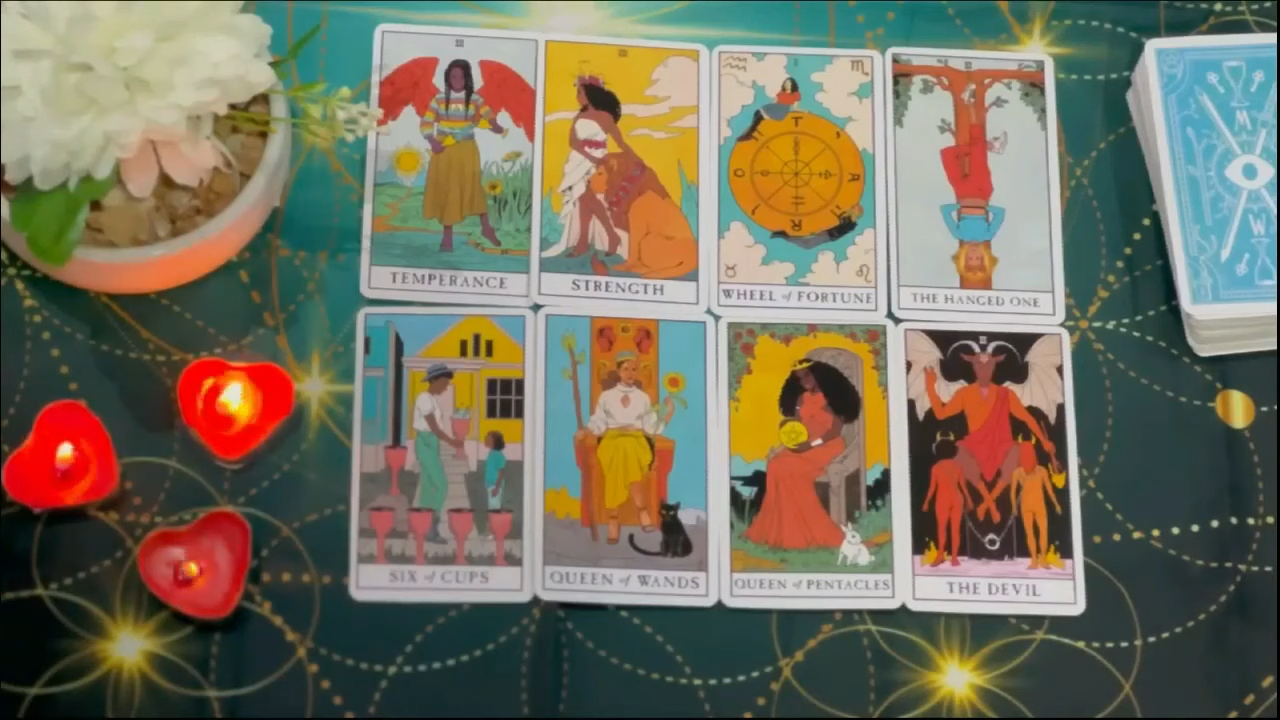 TEMPERANCE
STRENGTH
WHEEL of FORTUNE
THE HANGED ONE
SIX of CUPS
QUEEN of WANDS
QUEEN of PENTACLES
THE DEVIL
M
W